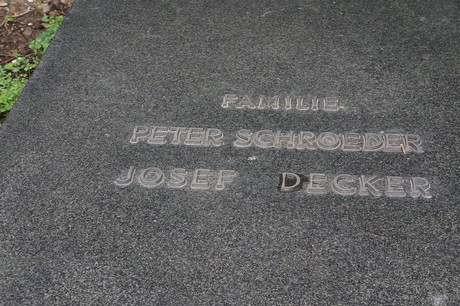 FAMILIE
PETER SCHROEDER
JOSEF DECKER